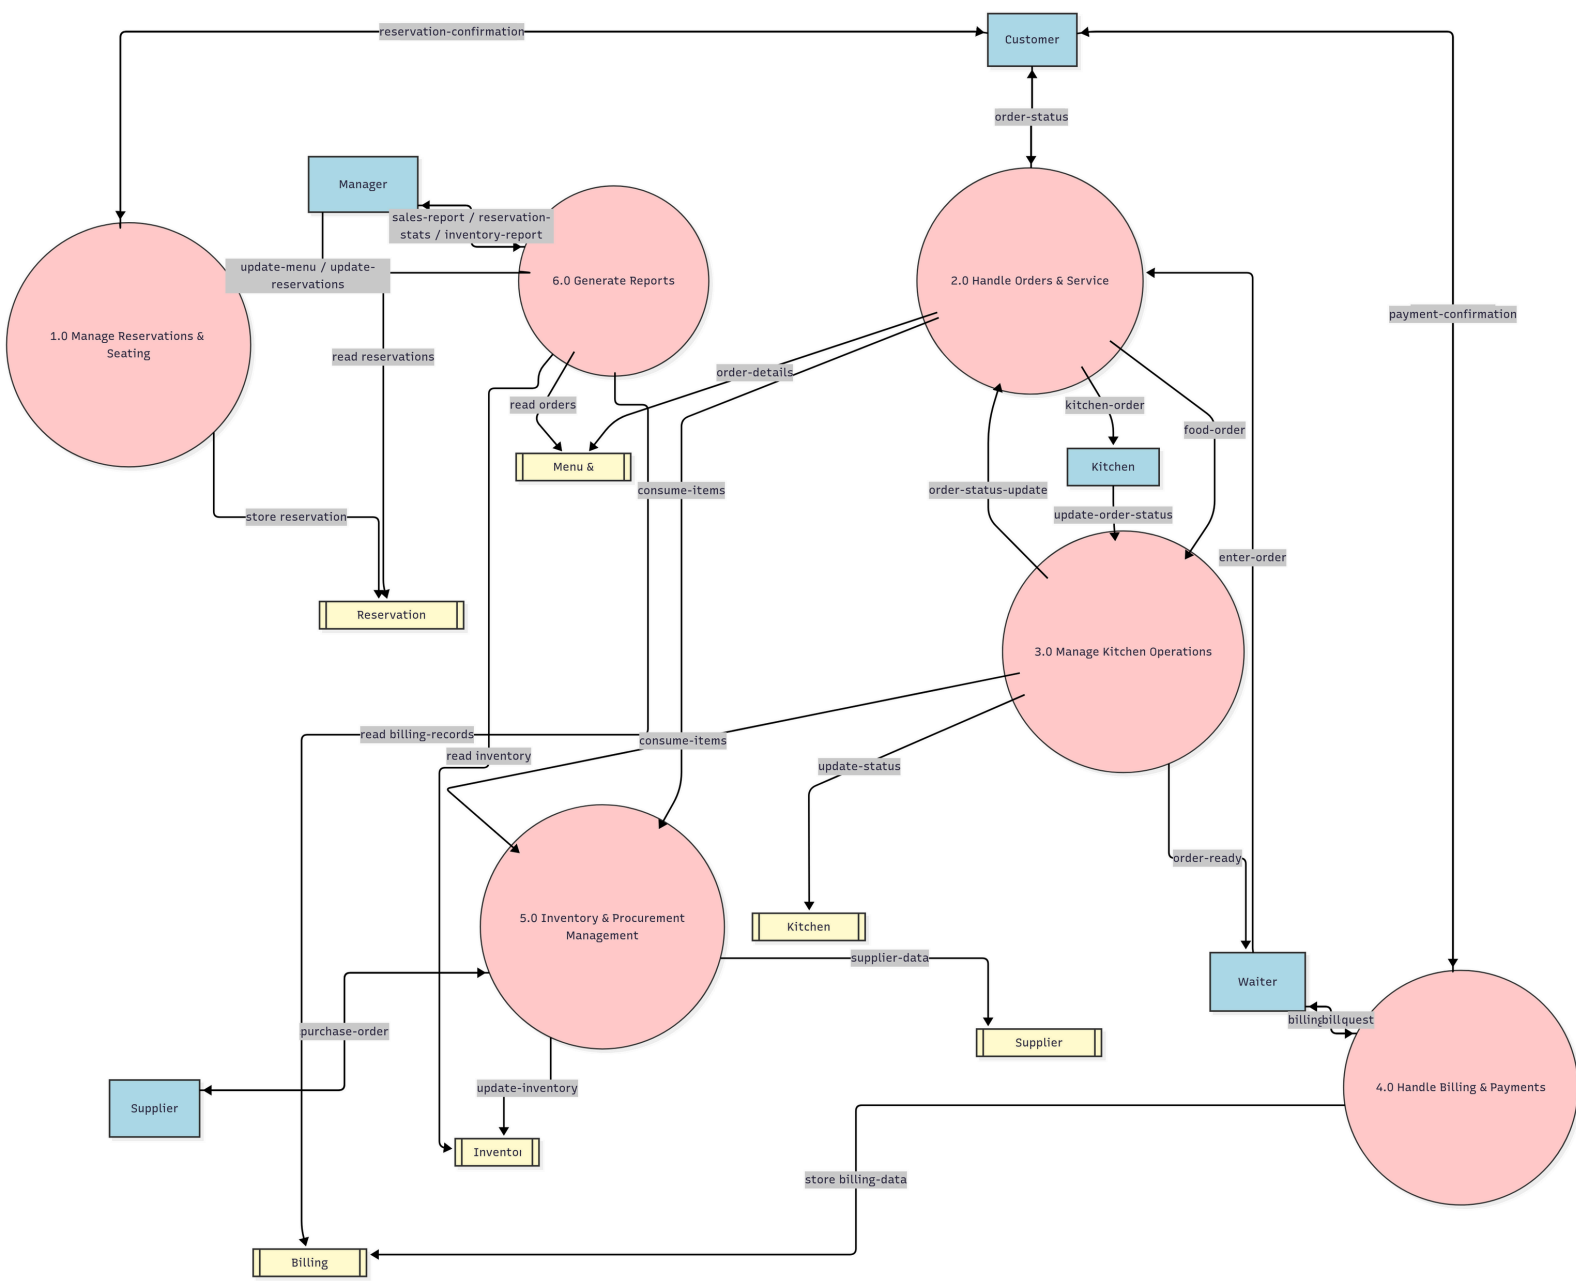 reservation-confirmation
Customer
order-status
Manager
sales-report / reservation-
stats / inventory-report
update-menu / update-
reservations
6.0 Generate Reports
2.0 Handle Orders & Service
payment-confirmation
1.0 Manage Reservations &
Seating
read reservations
order-details
read orders
kitchen-order
food-order
Menu &
Kitchen
consume-items
order-status-update
store reservation
update-order-status
enter-order
Reservation
3.0 Manage Kitchen Operations
read billing-records
consume-items
read inventory
update-status
order-ready
5.0 Inventory & Procurement
Management
Kitchen
supplier-data
Waiter
purchase-order
bill
Supplier
update-inventory
4.0 Handle Billing & Payments
Supplier
store billing-data
Billing